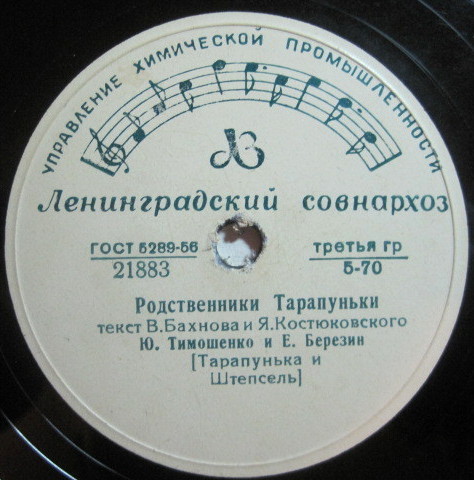 УПРАВЛЕНИЕ ХИМИЧЕСКОЙ ПРОМЫШЛЕННОСТИ
Ленинградский совнархоз
ГОСТ 5289-56
21883
третья гр
5-70
Родственники Тарапуньки
текст В.Бахнова и Я.Костюковского
Ю. Тимошенко и Е. Березин
[Тарапунька и
Штепсель]